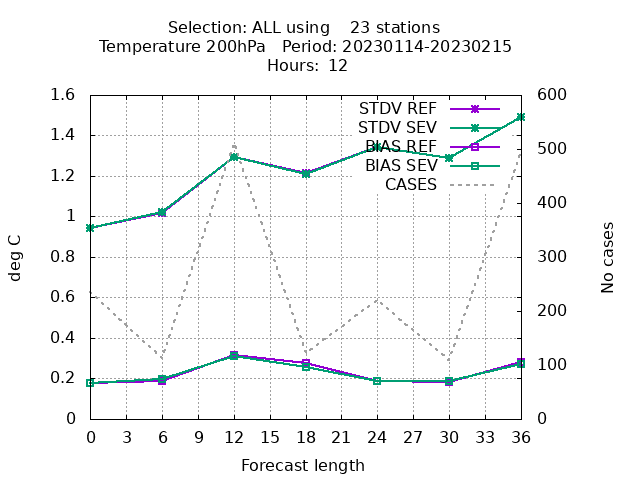 Selection: ALL using    23 stations
Temperature 200hPa   Period: 20230114-20230215
Hours: 12
STDV REF
STDV SEV
BIAS REF
BIAS SEV
CASES
deg C
1.6
1.4
1.2
1
0.8
0.6
0.4
0.2
0
No cases
600
500
400
300
200
100
0
0 3 6 9 12 15 18 21 24 27 30 33 36
Forecast length